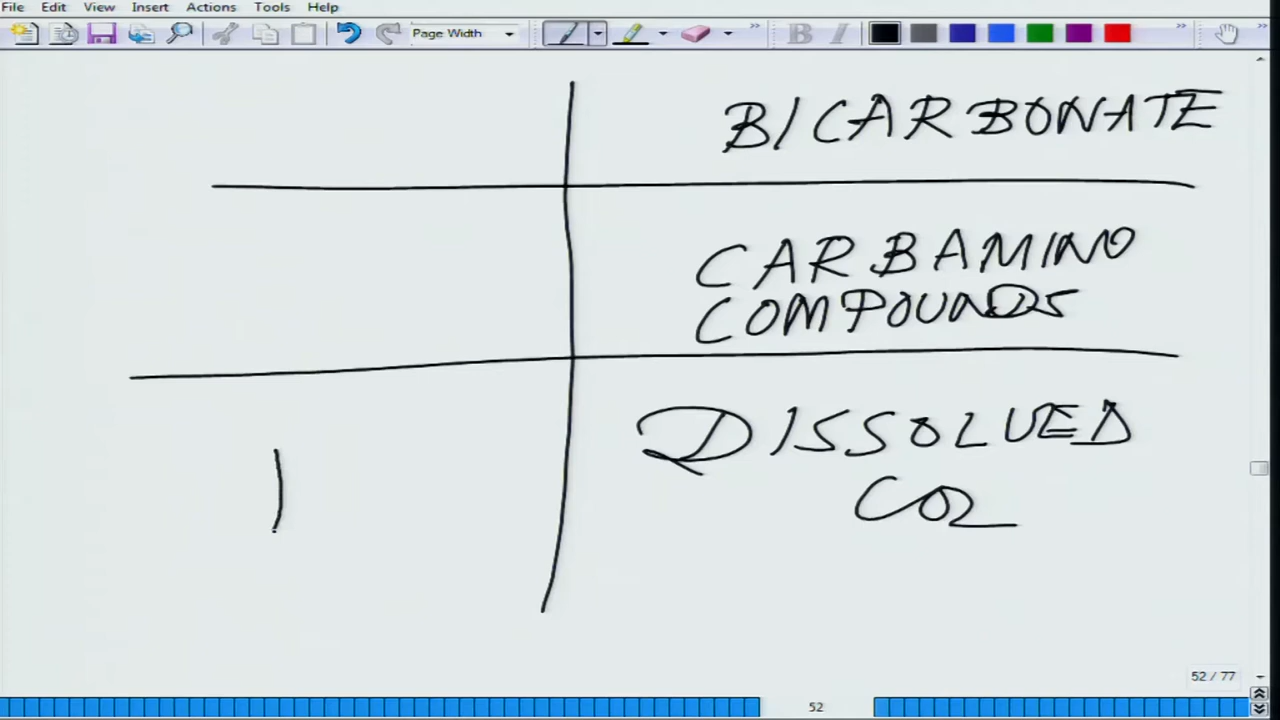 File Edit View Insert Actions Tools Help
Page Width
BICARBONATE
CARBAMINO
COMPOUNDS
DISSOLVED
CO2
52 / 77
52